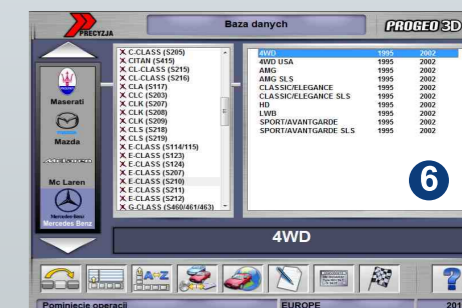 PRECYZJA
Baza danych
PROGEO 3D
Maserati
Mazda
Mc Laren
Mercedes-Benz
Mercedes Benz
X C-CLASS (S205)
X CITAN (S415)
X CL-CLASS (S215)
X CL-CLASS (S216)
X CLA (S117)
X CLC (S203)
X CLK (S207)
X CLK (S208)
X CLK (S209)
X CLS (S218)
X CLS (S219)
X E-CLASS (S114/115)
X E-CLASS (S123)
X E-CLASS (S124)
X E-CLASS (S207)
X E-CLASS (S210)
X E-CLASS (S211)
X E-CLASS (S212)
X G-CLASS (S460/461/463)
4WD 1995 2002
4WD USA 1995 2002
AMG 1995 2002
AMG SLS 1995 2002
CLASSIC/ELEGANCE 1995 2002
CLASSIC/ELEGANCE SLS 1995 2002
HD 1995 2002
LWB 1995 2002
SPORT/AVANTGARDE 1995 2002
SPORT/AVANTGARDE SLS 1995 2002
6
4WD
A-Z
?
Pominięcie operacji
EUROPE
201